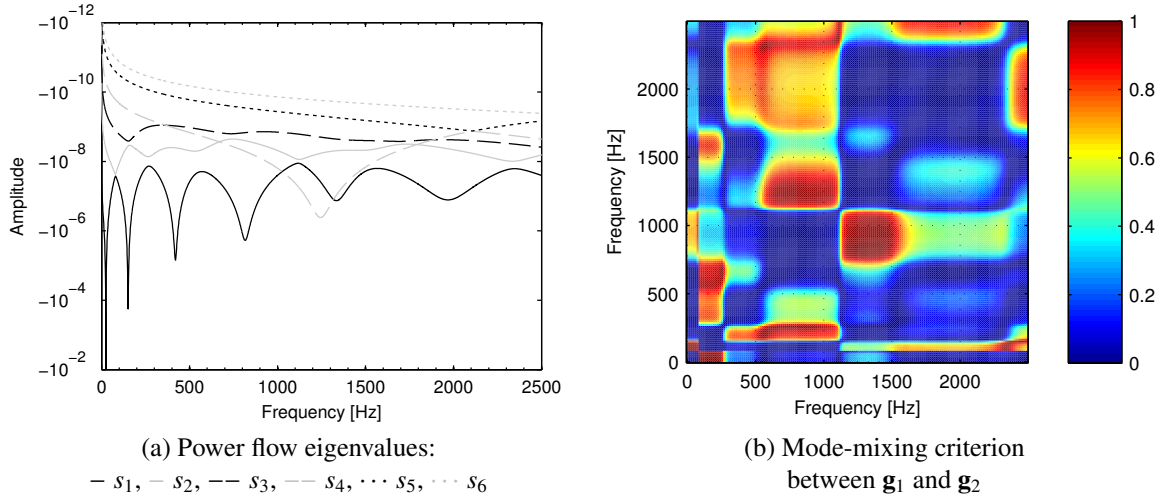 -10⁻¹²
-10⁻¹⁰
-10⁻⁸
-10⁻⁶
-10⁻⁴
-10⁻²
Amplitude
0 500 1000 1500 2000 2500
Frequency [Hz]
(a) Power flow eigenvalues:
– s₁, – s₂, — s₃, — s₄, ··· s₅, ··· s₆
2000
1500
1000
500
0
Frequency [Hz]
0 500 1000 1500 2000
Frequency [Hz]
1
0.8
0.6
0.4
0.2
0
(b) Mode-mixing criterion
between g₁ and g₂